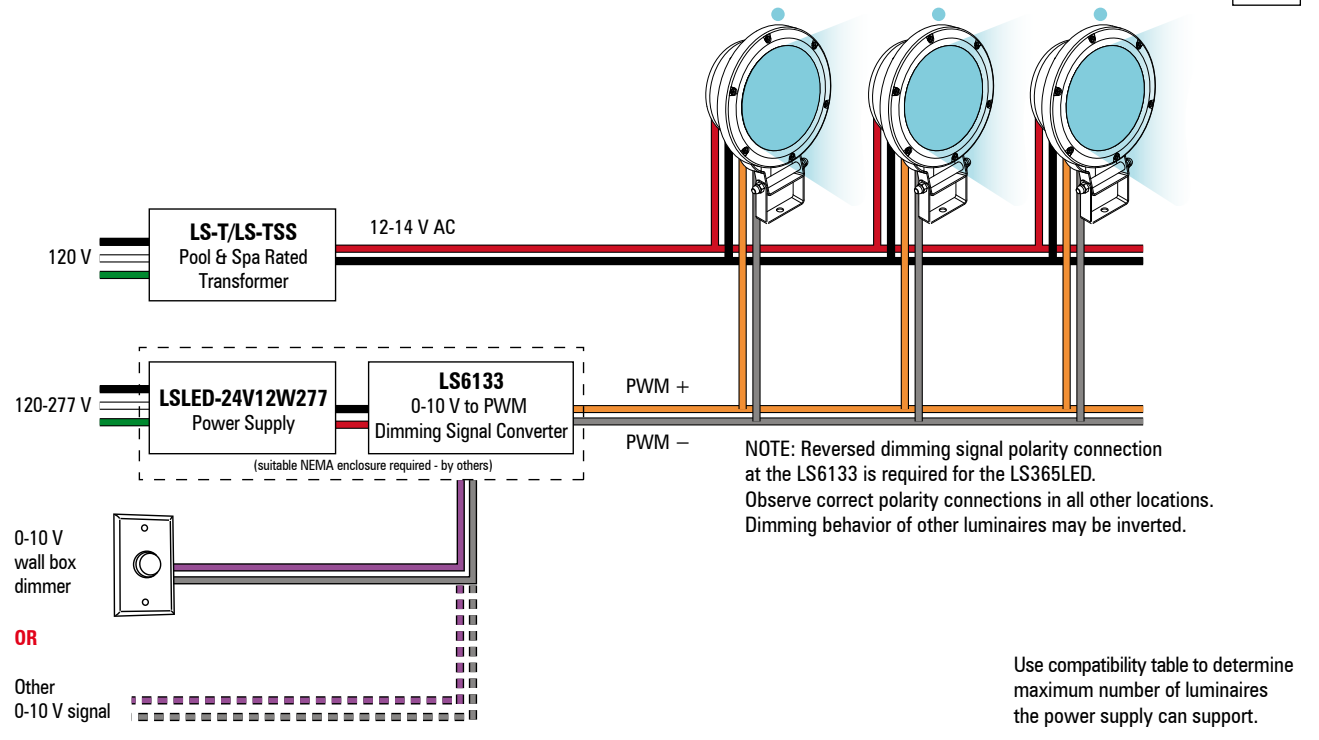 LS-T/LS-TSS
Pool & Spa Rated
Transformer
120 V
12-14 V AC
LSLED-24V12W277
Power Supply
120-277 V
LS6133
0-10 V to PWM
Dimming Signal Converter
(suitable NEMA enclosure required - by others)
PWM +
PWM −
NOTE: Reversed dimming signal polarity connection
at the LS6133 is required for the LS365LED.
Observe correct polarity connections in all other locations.
Dimming behavior of other luminaires may be inverted.
0-10 V
wall box
dimmer
OR
Other
0-10 V signal
Use compatibility table to determine
maximum number of luminaires
the power supply can support.